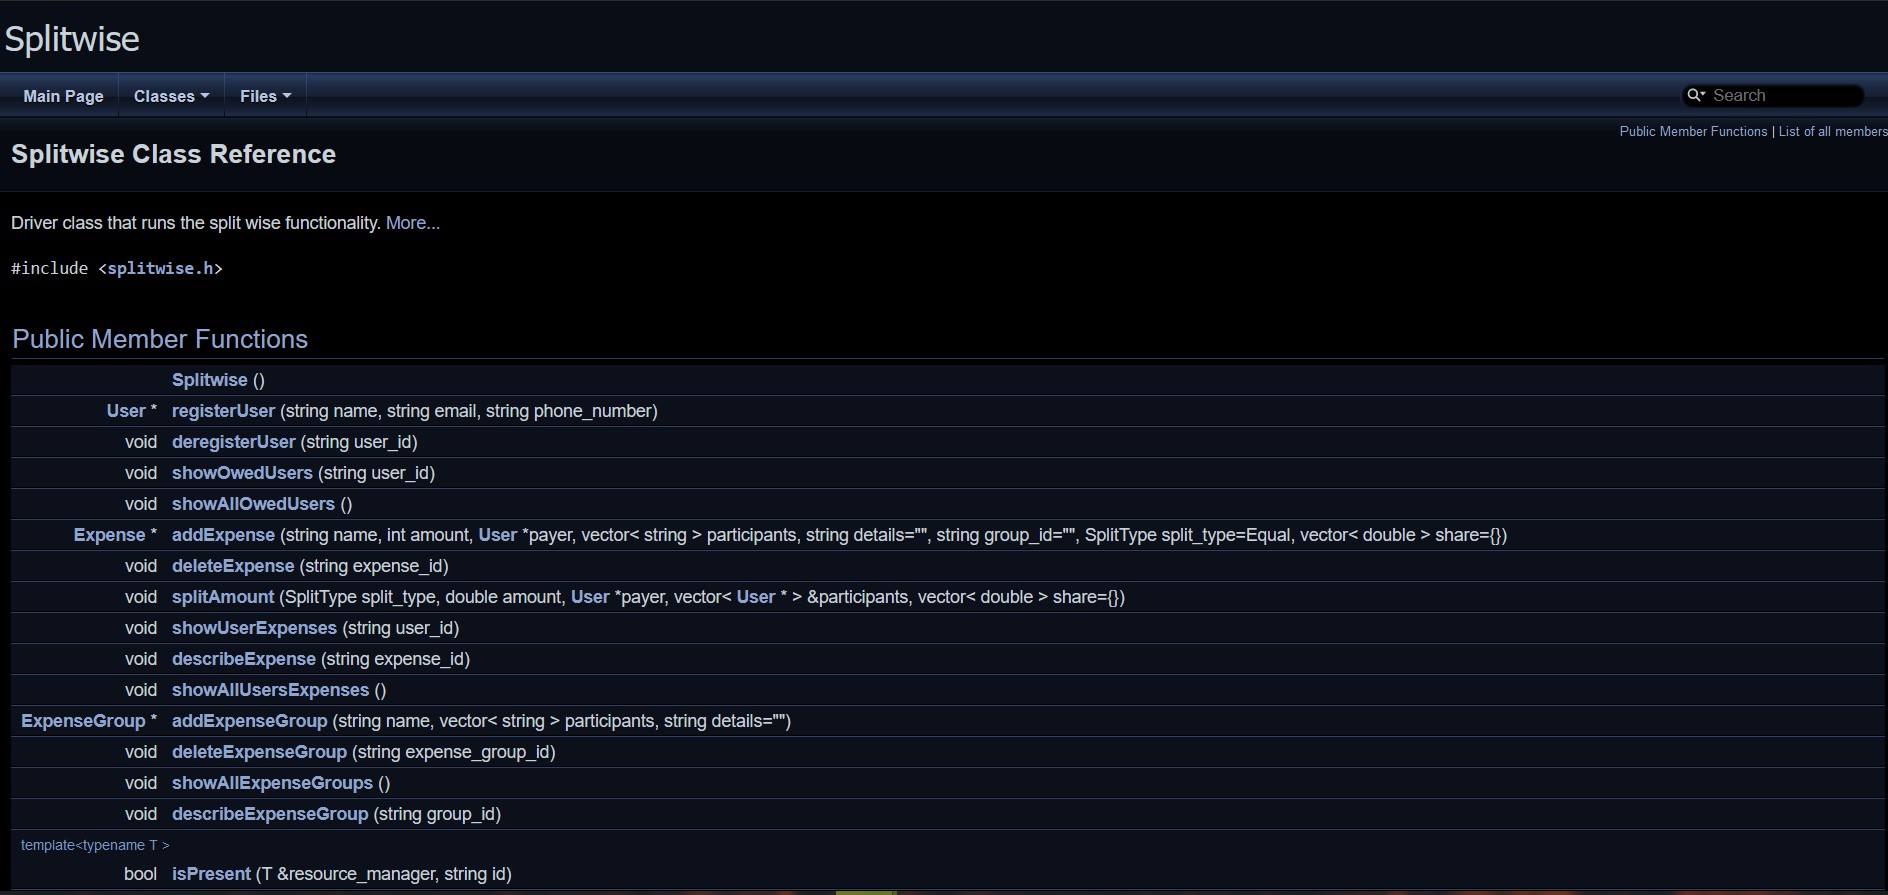 Splitwise
Main Page Classes Files Search
Public Member Functions | List of all members
Splitwise Class Reference
Driver class that runs the split wise functionality. More...
#include <splitwise.h>
Public Member Functions
Splitwise ()
User * registerUser (string name, string email, string phone_number)
void deregisterUser (string user_id)
void showOwedUsers (string user_id)
void showAllOwedUsers ()
Expense * addExpense (string name, int amount, User *payer, vector< string > participants, string details="", string group_id="", SplitType split_type=Equal, vector< double > share={})
void deleteExpense (string expense_id)
void splitAmount (SplitType split_type, double amount, User *payer, vector< User * > &participants, vector< double > share={})
void showUserExpenses (string user_id)
void describeExpense (string expense_id)
void showAllUsersExpenses ()
ExpenseGroup * addExpenseGroup (string name, vector< string > participants, string details="")
void deleteExpenseGroup (string expense_group_id)
void showAllExpenseGroups ()
void describeExpenseGroup (string group_id)
template<typename T >
bool isPresent (T &resource_manager, string id)